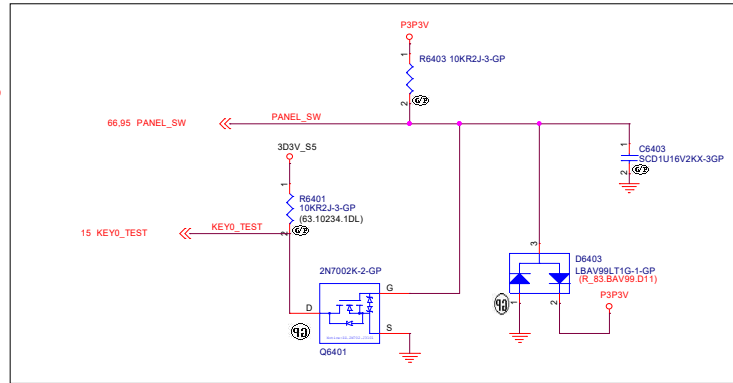 P3P3V
1
R6403 10KR2J-3-GP
2
66,95 PANEL_SW
PANEL_SW
1
C6403
SCD1U16V2KX-3GP
2
3D3V_S5
1
R6401
10KR2J-3-GP
(63.10234.1DL)
2
15 KEY0_TEST
KEY0_TEST
3
D6403
LBAV99LT1G-1-GP
(R_83.BAV99.D11)
2N7002K-2-GP
G
D
S
Q6401
1
2
P3P3V